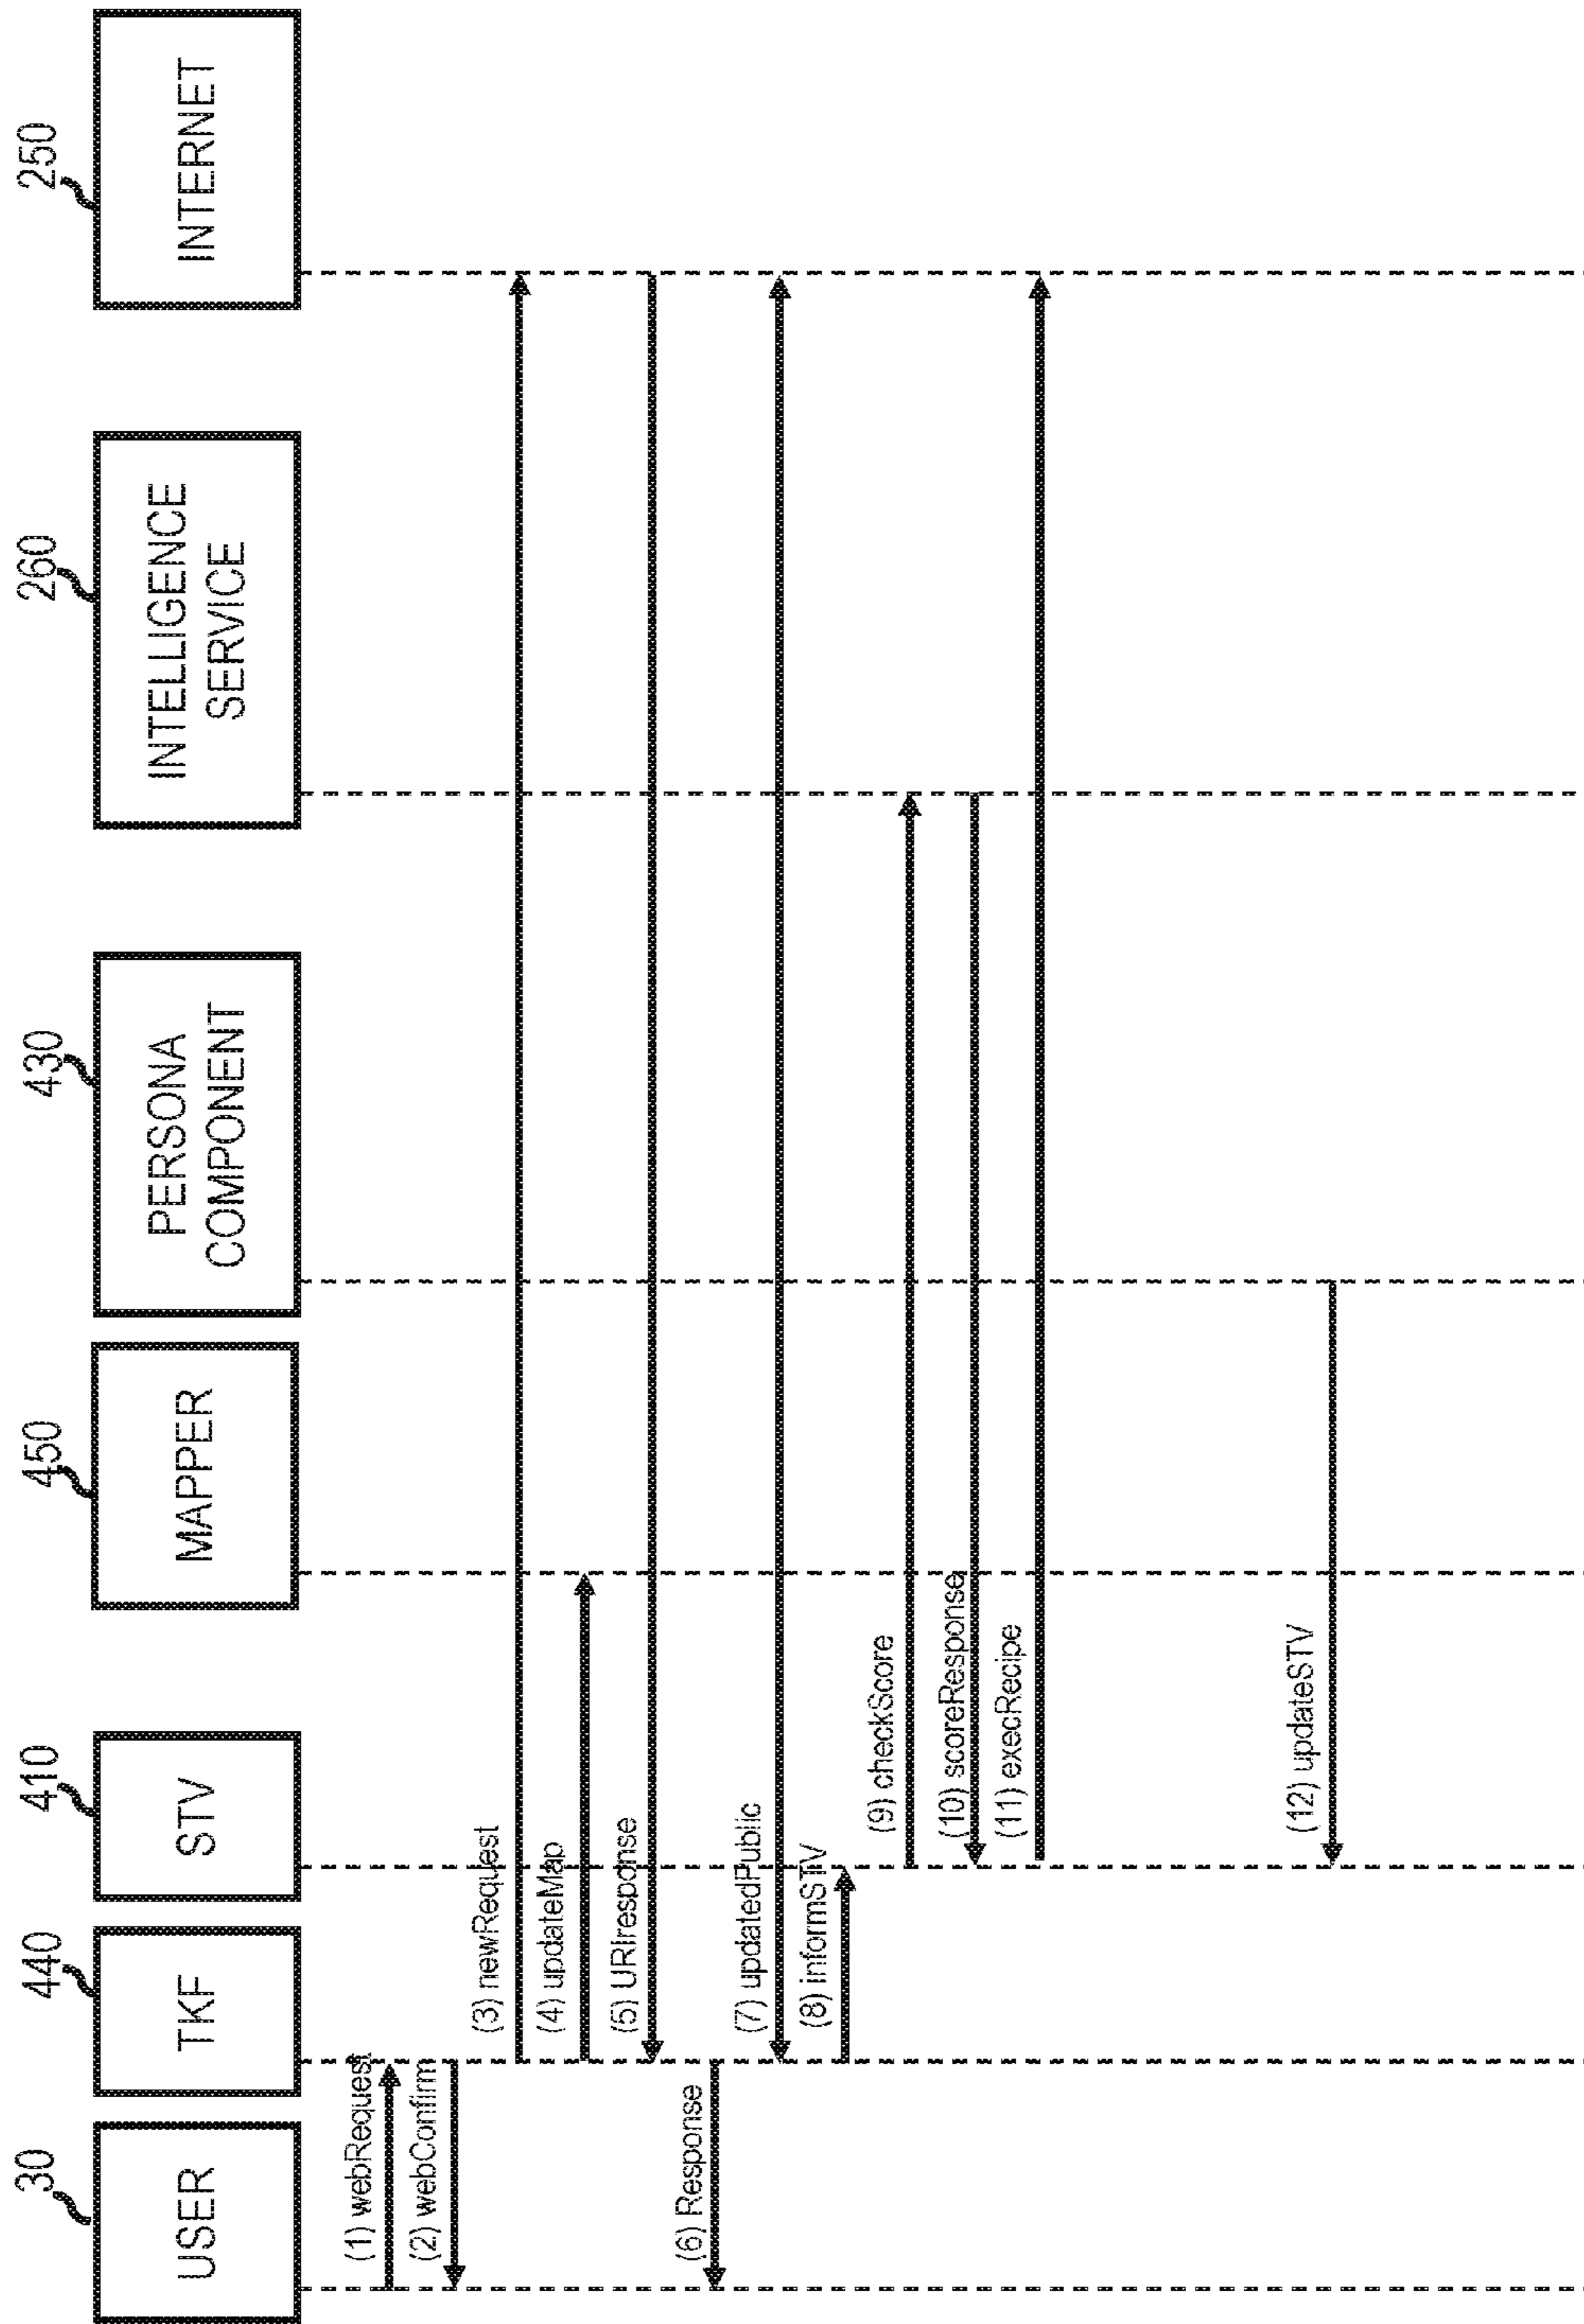 30
USER
440
TKF
410
STV
450
MAPPER
430
PERSONA
COMPONENT
260
INTELLIGENCE
SERVICE
250
INTERNET
(1) webRequest
(2) webConfirm
(3) newRequest
(4) updateMap
(5) URIresponse
(6) Response
(7) updatedPublic
(8) informSTV
(9) checkScore
(10) scoreResponse
(11) execRecipe
(12) updateSTV